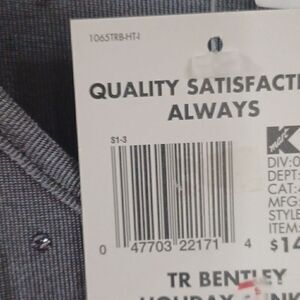 1065TRB-HT-I
QUALITY SATISFACTI
ALWAYS
S1-3
K
mart
DIV:0
DEPT:
CAT:
MFG:
STYLE
ITEM:
$14
0 47703 22171 4
TR BENTLEY